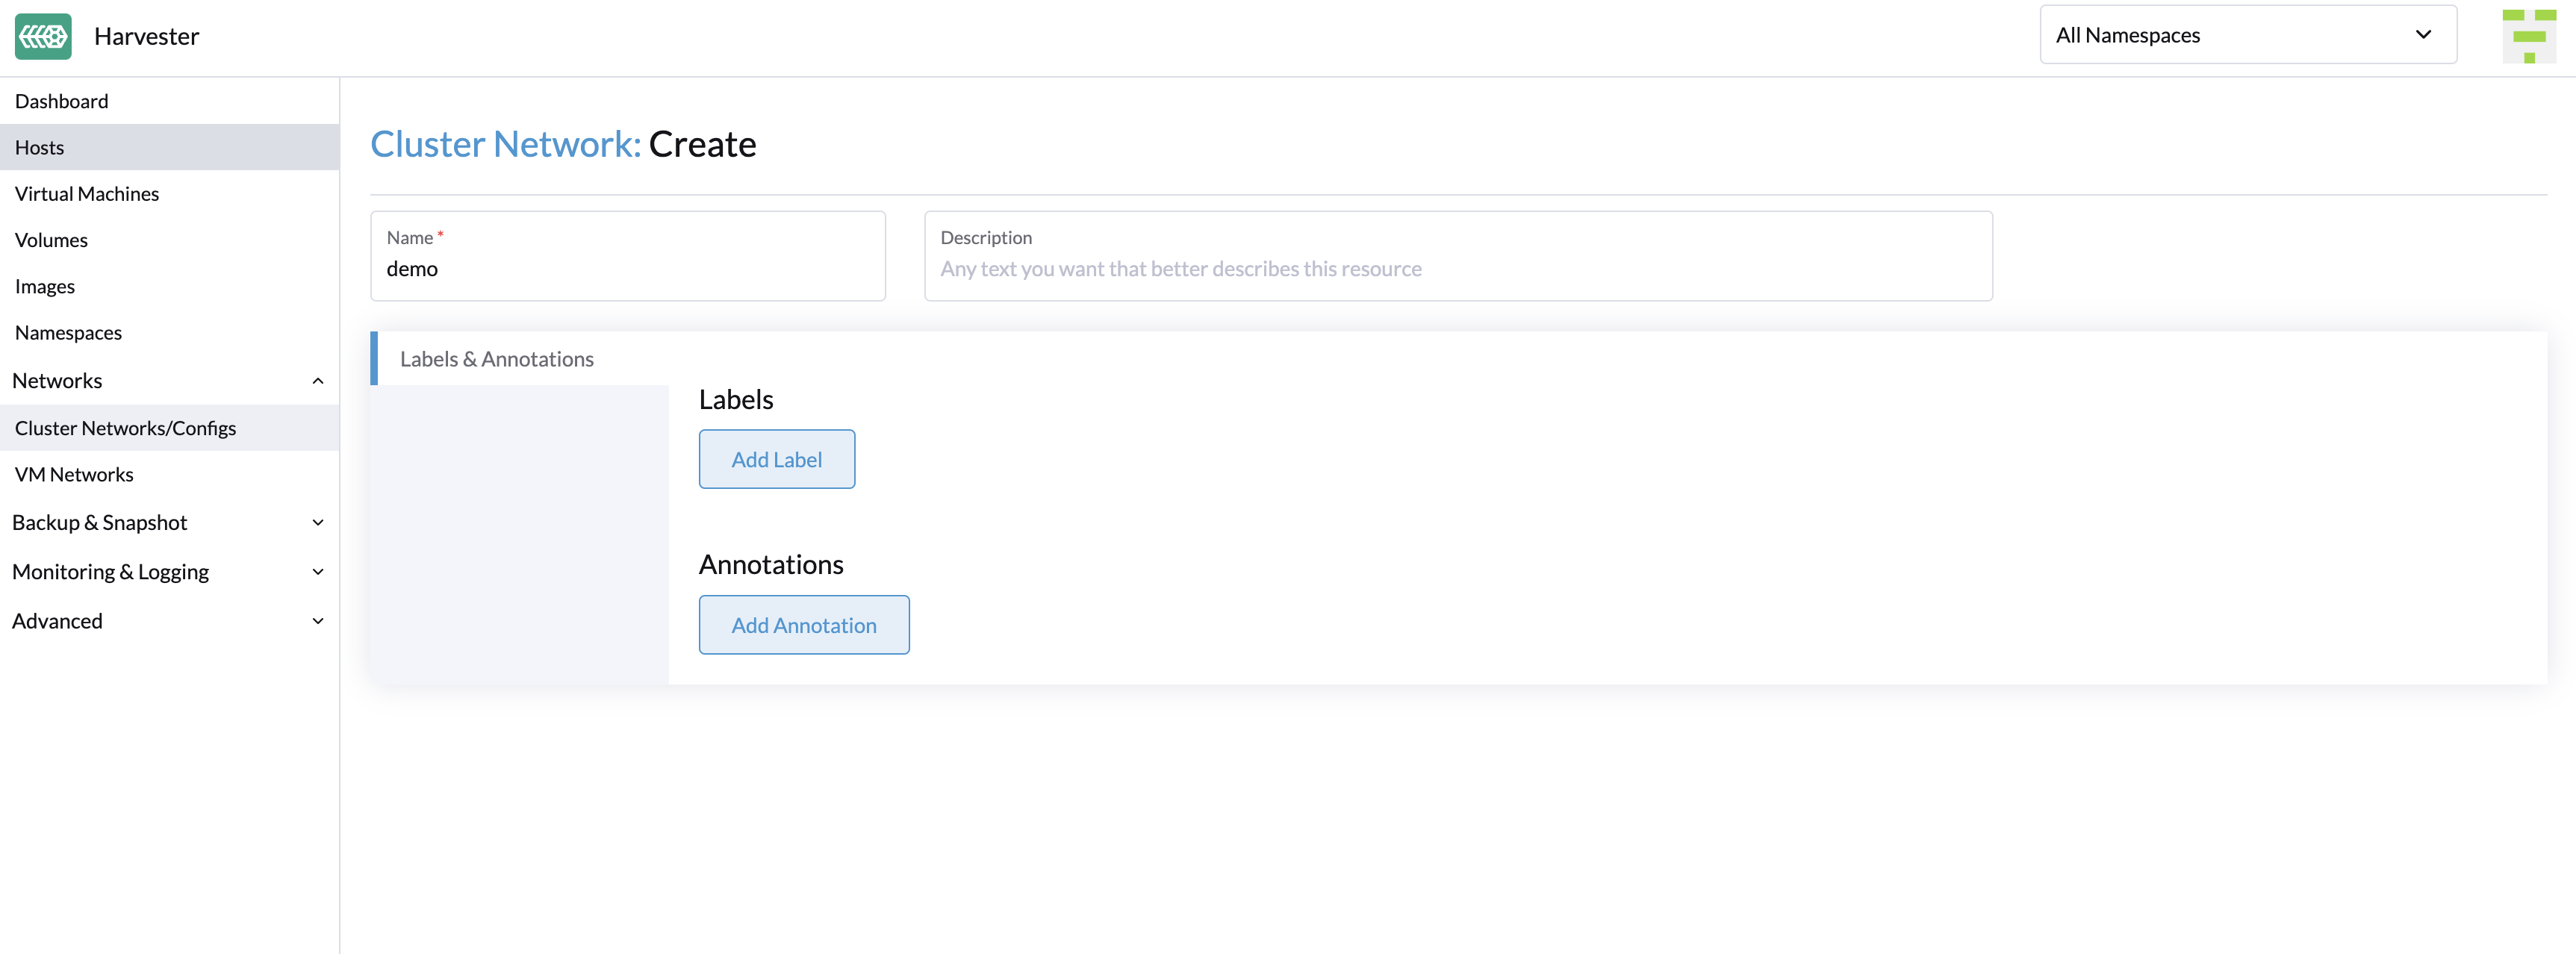 Harvester
All Namespaces
Dashboard
Hosts
Virtual Machines
Volumes
Images
Namespaces
Networks
Cluster Networks/Configs
VM Networks
Backup & Snapshot
Monitoring & Logging
Advanced
Cluster Network: Create
Name *
demo
Description
Any text you want that better describes this resource
Labels & Annotations
Labels
Add Label
Annotations
Add Annotation